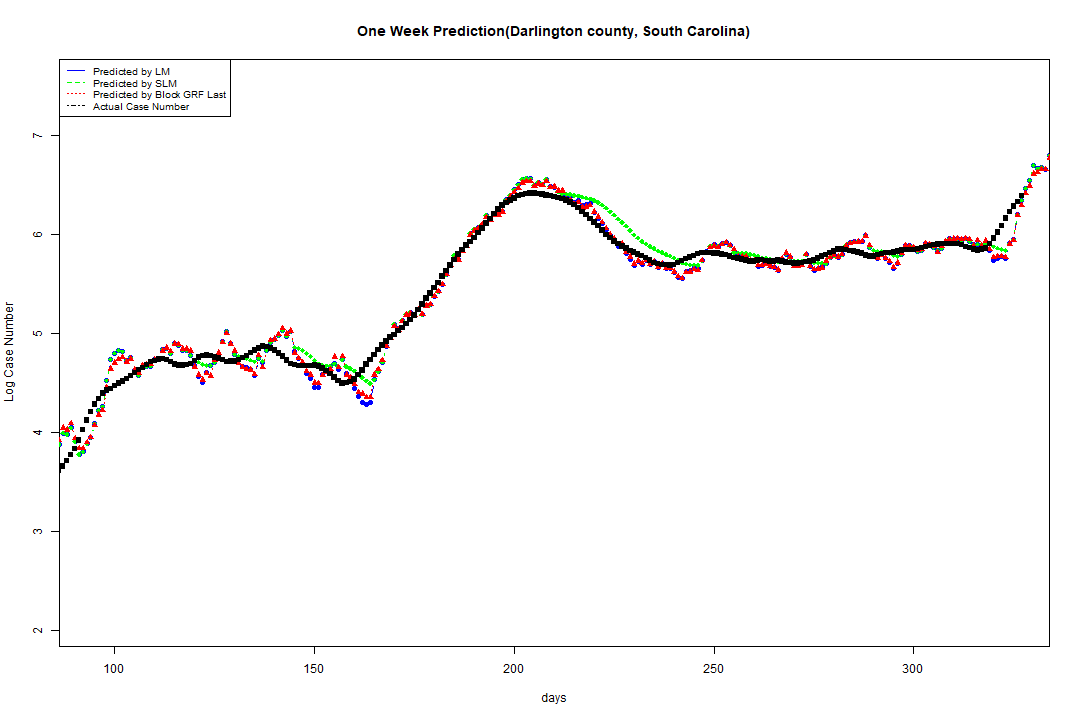 One Week Prediction(Darlington county, South Carolina)
Predicted by LM
Predicted by SLM
Predicted by Block GRF Last
Actual Case Number
Log Case Number
7
6
5
4
3
2
100 150 200 250 300
days